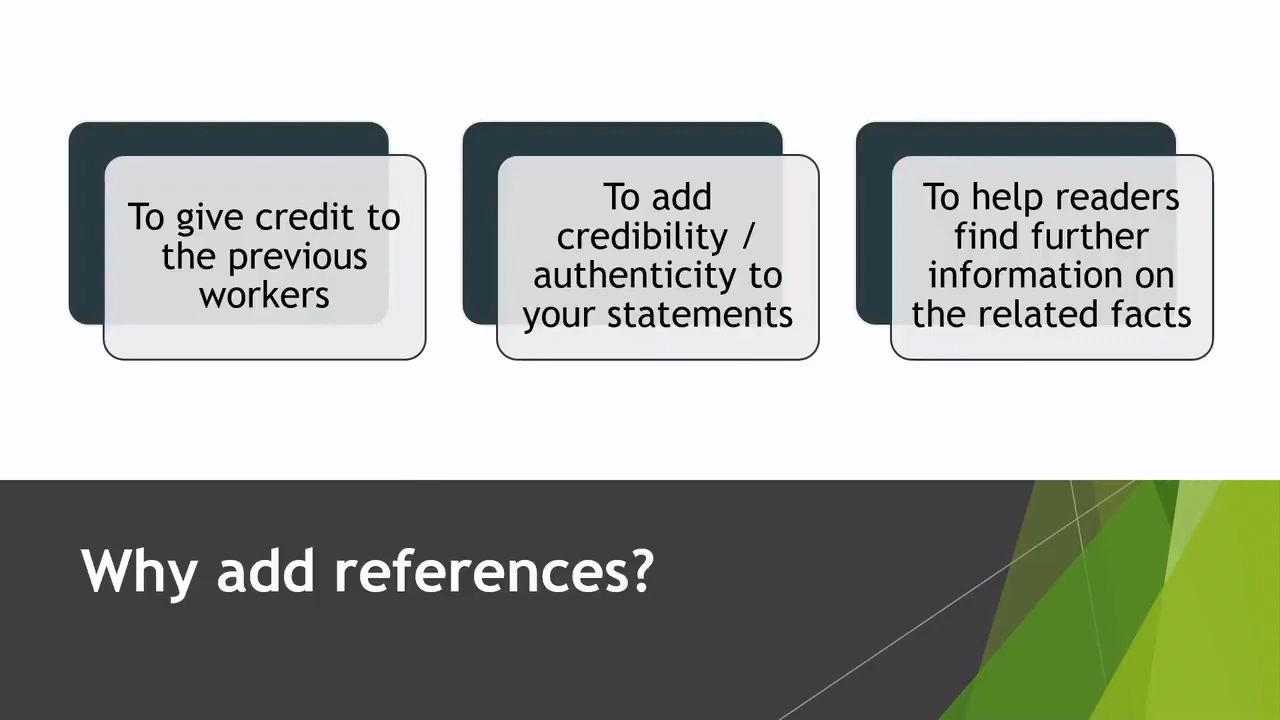 To give credit to
the previous
workers
To add
credibility /
authenticity to
your statements
To help readers
find further
information on
the related facts
Why add references?